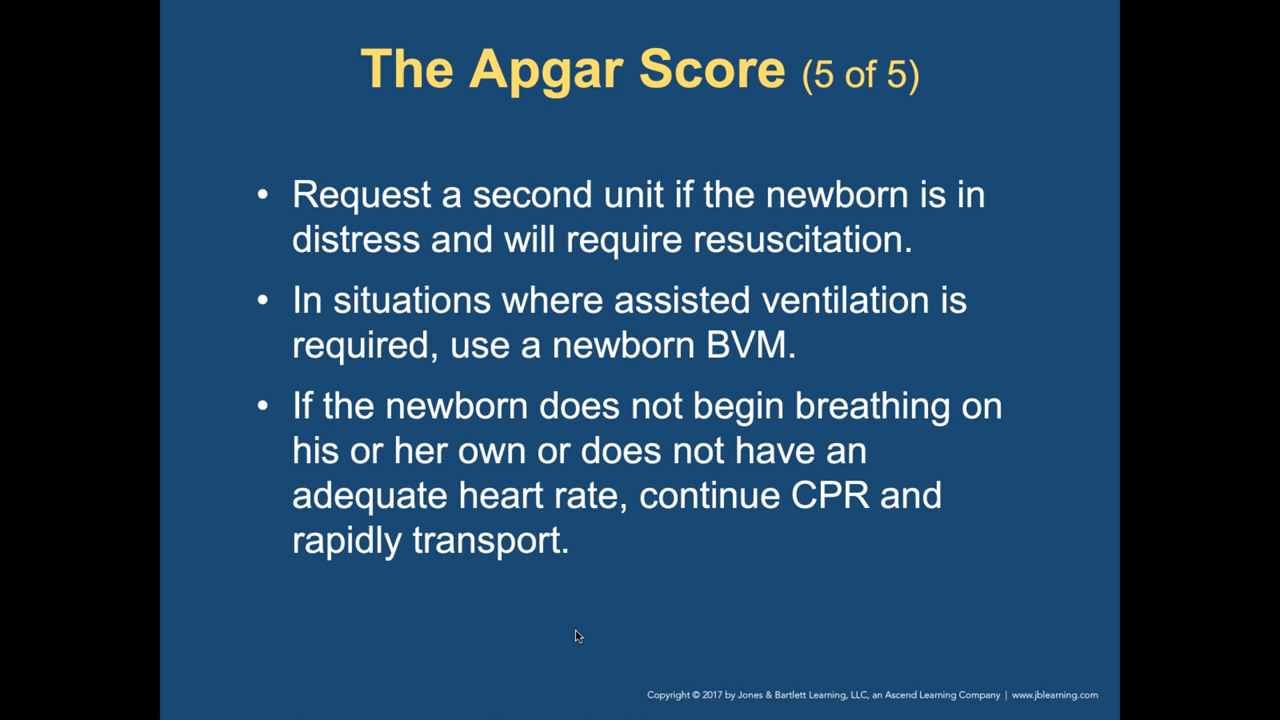 The Apgar Score (5 of 5)
• Request a second unit if the newborn is in
distress and will require resuscitation.
• In situations where assisted ventilation is
required, use a newborn BVM.
• If the newborn does not begin breathing on
his or her own or does not have an
adequate heart rate, continue CPR and
rapidly transport.
Copyright © 2017 by Jones & Bartlett Learning, LLC, an Ascend Learning Company | www.jblearning.com